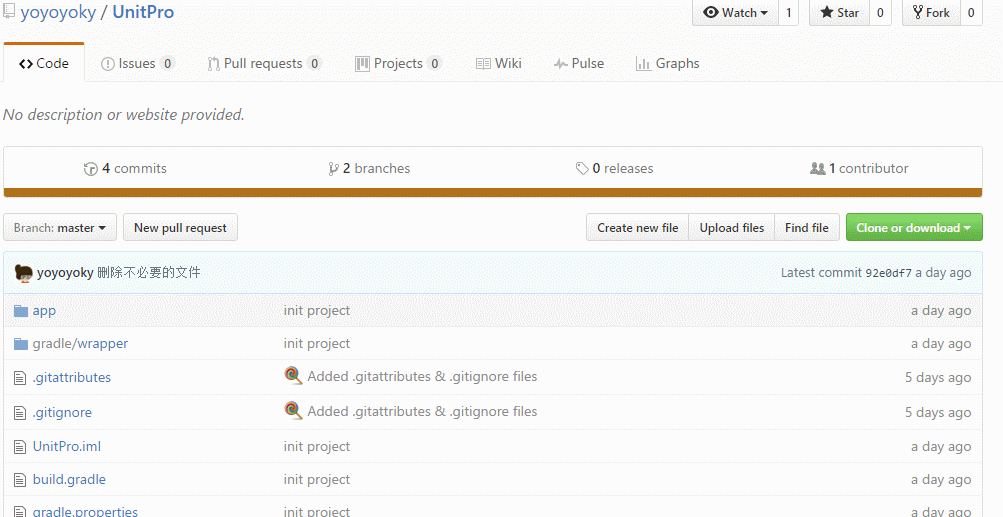 yoyoyoky / UnitPro
Watch 1 Star 0 Fork 0
Code Issues 0 Pull requests 0 Projects 0 Wiki Pulse Graphs
No description or website provided.
4 commits 2 branches 0 releases 1 contributor
Branch: master New pull request Create new file Upload files Find file Clone or download
yoyoyoky 删除不必要的文件 Latest commit 92e0df7 a day ago
app init project a day ago
gradle/wrapper init project a day ago
.gitattributes Added .gitattributes & .gitignore files 5 days ago
.gitignore Added .gitattributes & .gitignore files 5 days ago
UnitPro.iml init project a day ago
build.gradle init project a day ago
gradle.properties init project a day ago